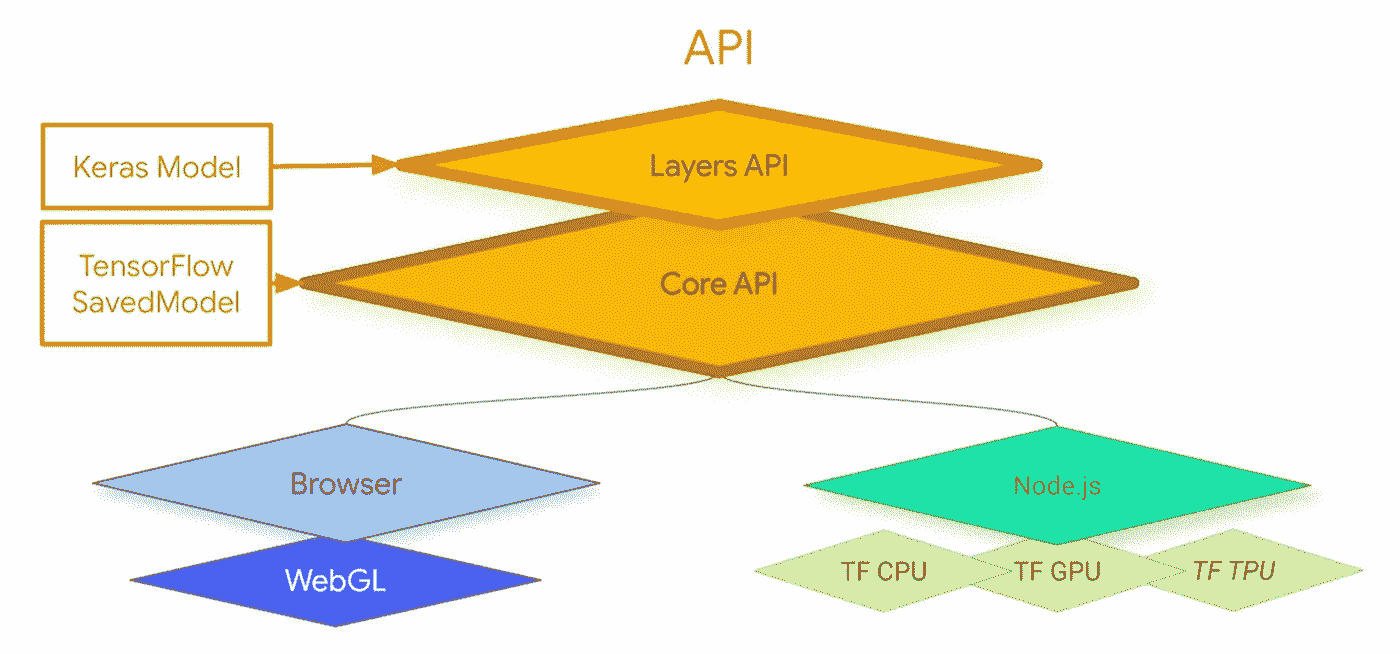 API
Keras Model
Layers API
TensorFlow
SavedModel
Core API
Browser
Node.js
WebGL
TF CPU
TF GPU
TF TPU